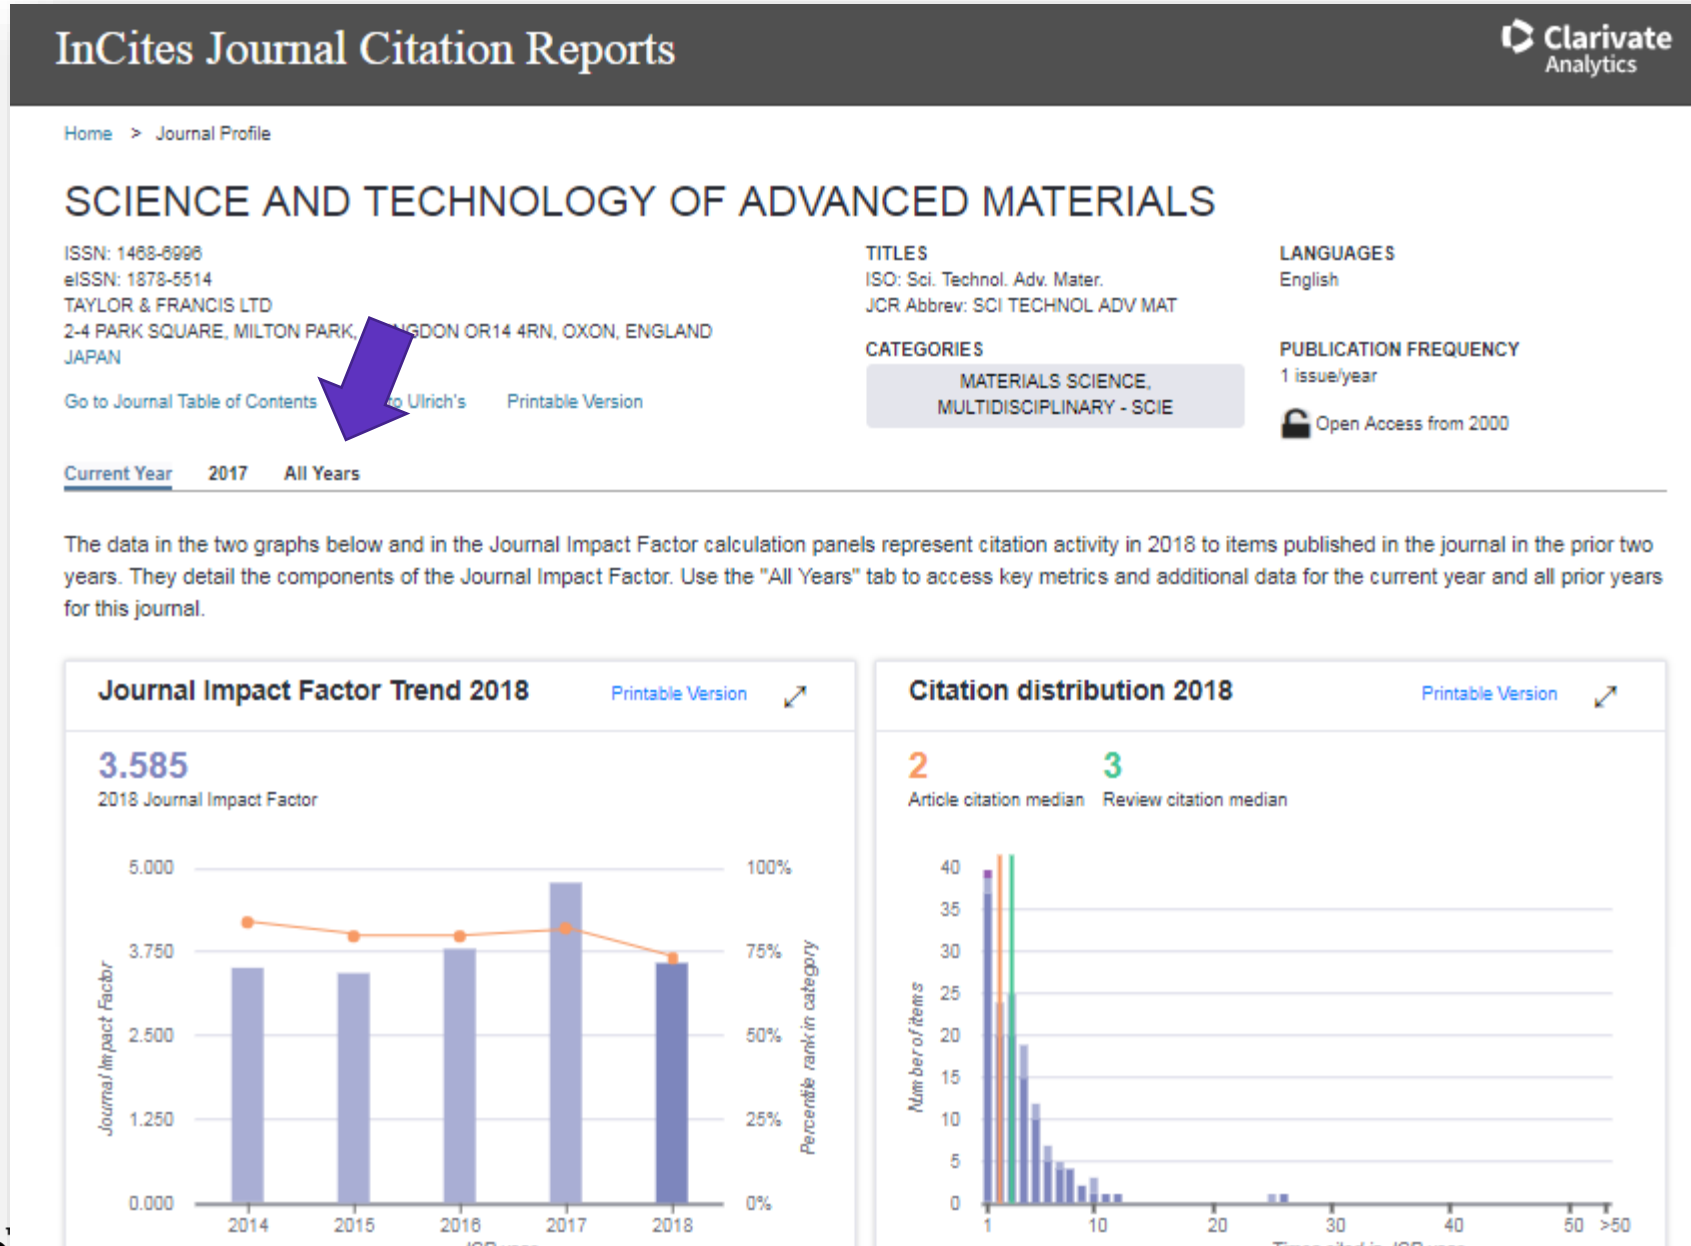 InCites Journal Citation Reports
Clarivate
Analytics
Home > Journal Profile
SCIENCE AND TECHNOLOGY OF ADVANCED MATERIALS
ISSN: 1468-6996
eISSN: 1878-5514
TAYLOR & FRANCIS LTD
2-4 PARK SQUARE, MILTON PARK, OR14 4RN, OXON, ENGLAND
JAPAN
Go to Journal Table of Contents Ulrich's Printable Version
TITLES
ISO: Sci. Technol. Adv. Mater.
JCR Abbrev: SCI TECHNOL ADV MAT
CATEGORIES
MATERIALS SCIENCE,
MULTIDISCIPLINARY - SCIE
LANGUAGES
English
PUBLICATION FREQUENCY
1 issue/year
Open Access from 2000
Current Year 2017 All Years
The data in the two graphs below and in the Journal Impact Factor calculation panels represent citation activity in 2018 to items published in the journal in the prior two
years. They detail the components of the Journal Impact Factor. Use the "All Years" tab to access key metrics and additional data for the current year and all prior years
for this journal.
Journal Impact Factor Trend 2018 Printable Version
3.585
2018 Journal Impact Factor
5.000
3.750
2.500
1.250
0.000
Journal Impact Factor
100%
75%
50%
25%
0%
Percentile rank in category
2014 2015 2016 2017 2018
Citation distribution 2018 Printable Version
2 3
Article citation median Review citation median
40
35
30
25
20
15
10
5
0
Number of items
1 10 20 30 40 50 >50
Times cited in JCR year